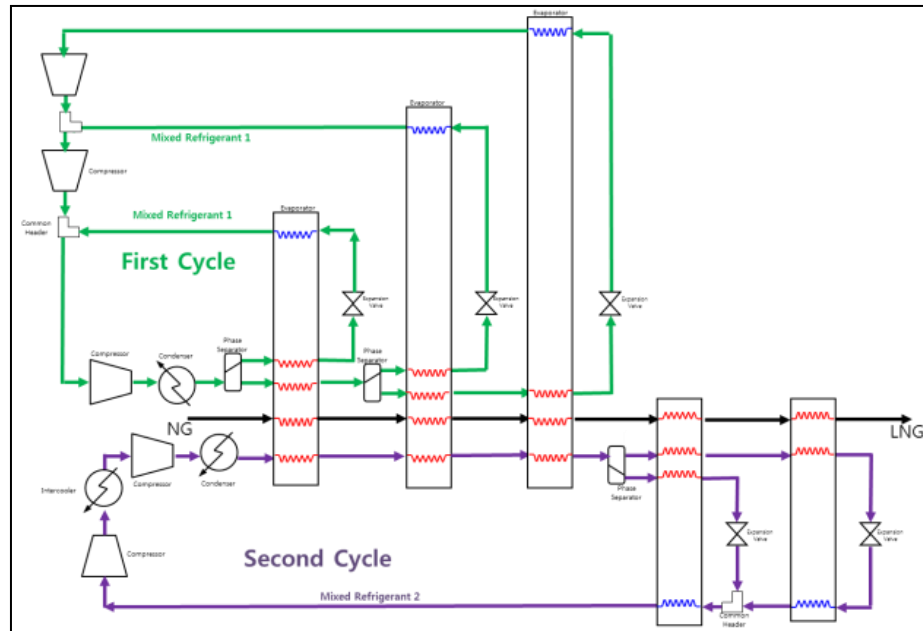 Evaporator
Evaporator
Mixed Refrigerant 1
Compressor
Evaporator
Common
Header
Mixed Refrigerant 1
First Cycle
Expansion
Valve
Expansion
Valve
Expansion
Valve
Compressor
Condenser
Phase
Separator
Phase
Separator
NG
LNG
Intercooler
Compressor
Condenser
Phase
Separator
Compressor
Second Cycle
Expansion
Valve
Expansion
Valve
Mixed Refrigerant 2
Common
Header